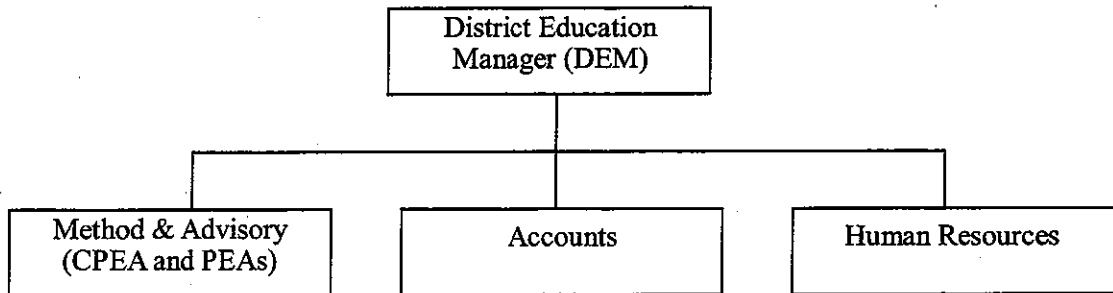 District Education
Manager (DEM)
Method & Advisory
(CPEA and PEAs)
Accounts
Human Resources